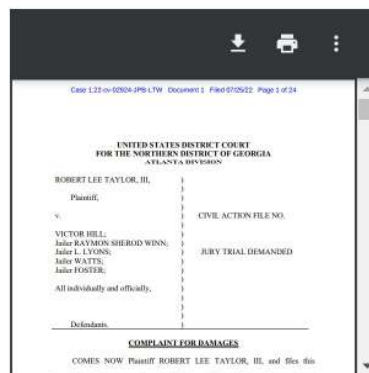 Case 1:22-cv-02924-JPB-LTW Document 1 Filed 07/25/22 Page 1 of 24
UNITED STATES DISTRICT COURT
FOR THE NORTHERN DISTRICT OF GEORGIA
ATLANTA DIVISION
ROBERT LEE TAYLOR, III, )
)
Plaintiff, )
)
v. ) CIVIL ACTION FILE NO.
)
VICTOR HILL; )
Jailer RAYMON SHEROD WINN; )
Jailer L. LYONS; ) JURY TRIAL DEMANDED
Jailer WATTS; )
Jailer FOSTER; )
)
All individually and officially, )
)
)
)
Defendants. )
COMPLAINT FOR DAMAGES
COMES NOW Plaintiff ROBERT LEE TAYLOR, III, and files this